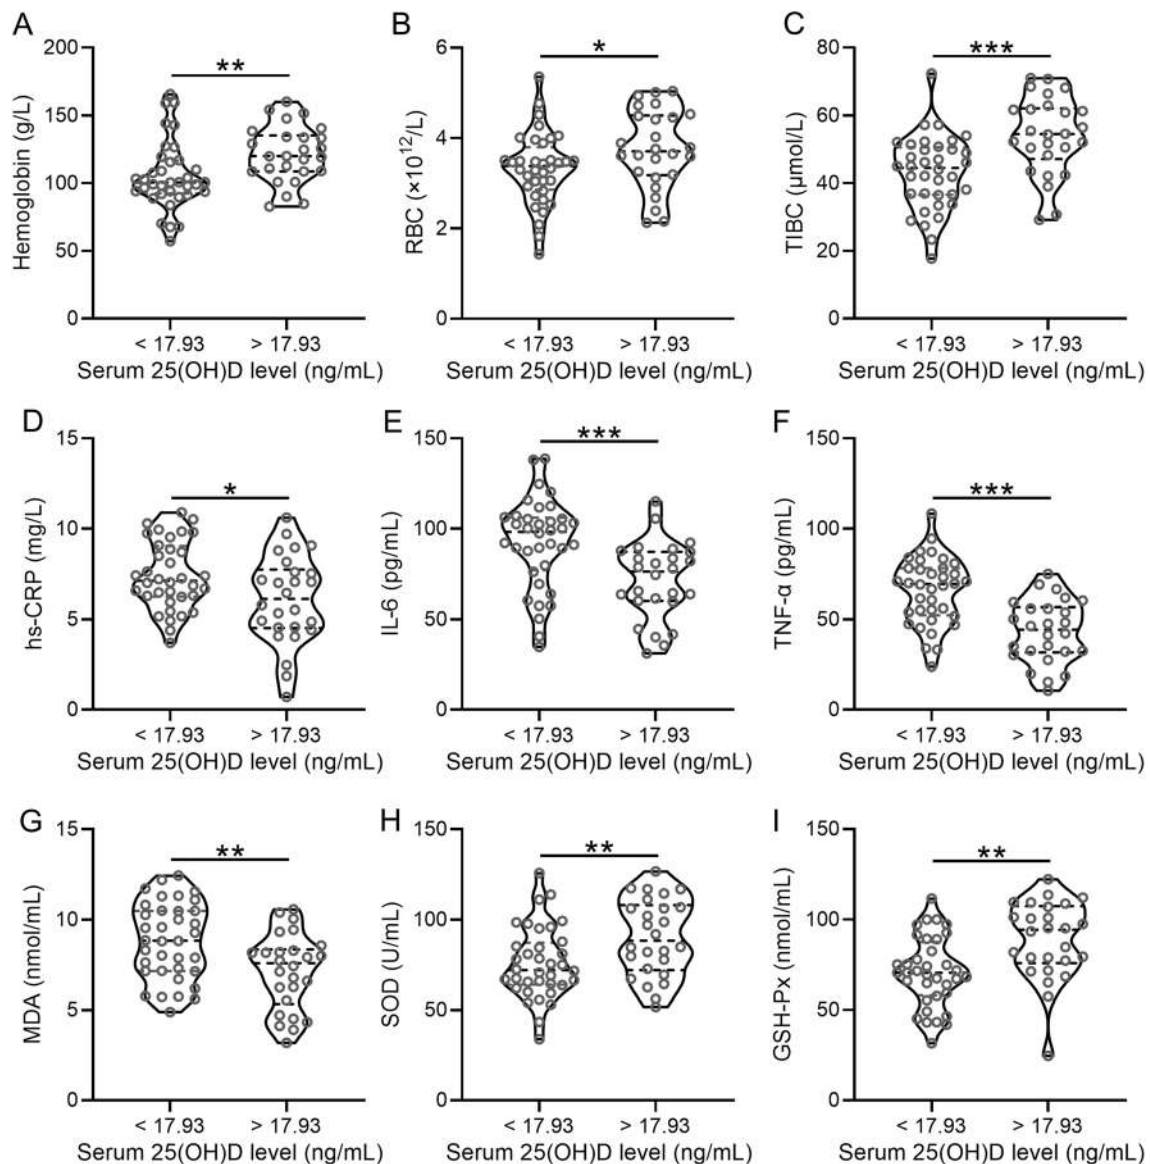 A
200
150
100
50
0
Hemoglobin (g/L)
**
< 17.93 > 17.93
Serum 25(OH)D level (ng/mL)
B
6
4
2
0
RBC (×10¹²/L)
*
< 17.93 > 17.93
Serum 25(OH)D level (ng/mL)
C
80
60
40
20
0
TIBC (μmol/L)
***
< 17.93 > 17.93
Serum 25(OH)D level (ng/mL)
D
15
10
5
0
hs-CRP (mg/L)
*
< 17.93 > 17.93
Serum 25(OH)D level (ng/mL)
E
150
100
50
0
IL-6 (pg/mL)
***
< 17.93 > 17.93
Serum 25(OH)D level (ng/mL)
F
150
100
50
0
TNF-α (pg/mL)
***
< 17.93 > 17.93
Serum 25(OH)D level (ng/mL)
G
15
10
5
0
MDA (nmol/mL)
**
< 17.93 > 17.93
Serum 25(OH)D level (ng/mL)
H
150
100
50
0
SOD (U/mL)
**
< 17.93 > 17.93
Serum 25(OH)D level (ng/mL)
I
150
100
50
0
GSH-Px (nmol/mL)
**
< 17.93 > 17.93
Serum 25(OH)D level (ng/mL)